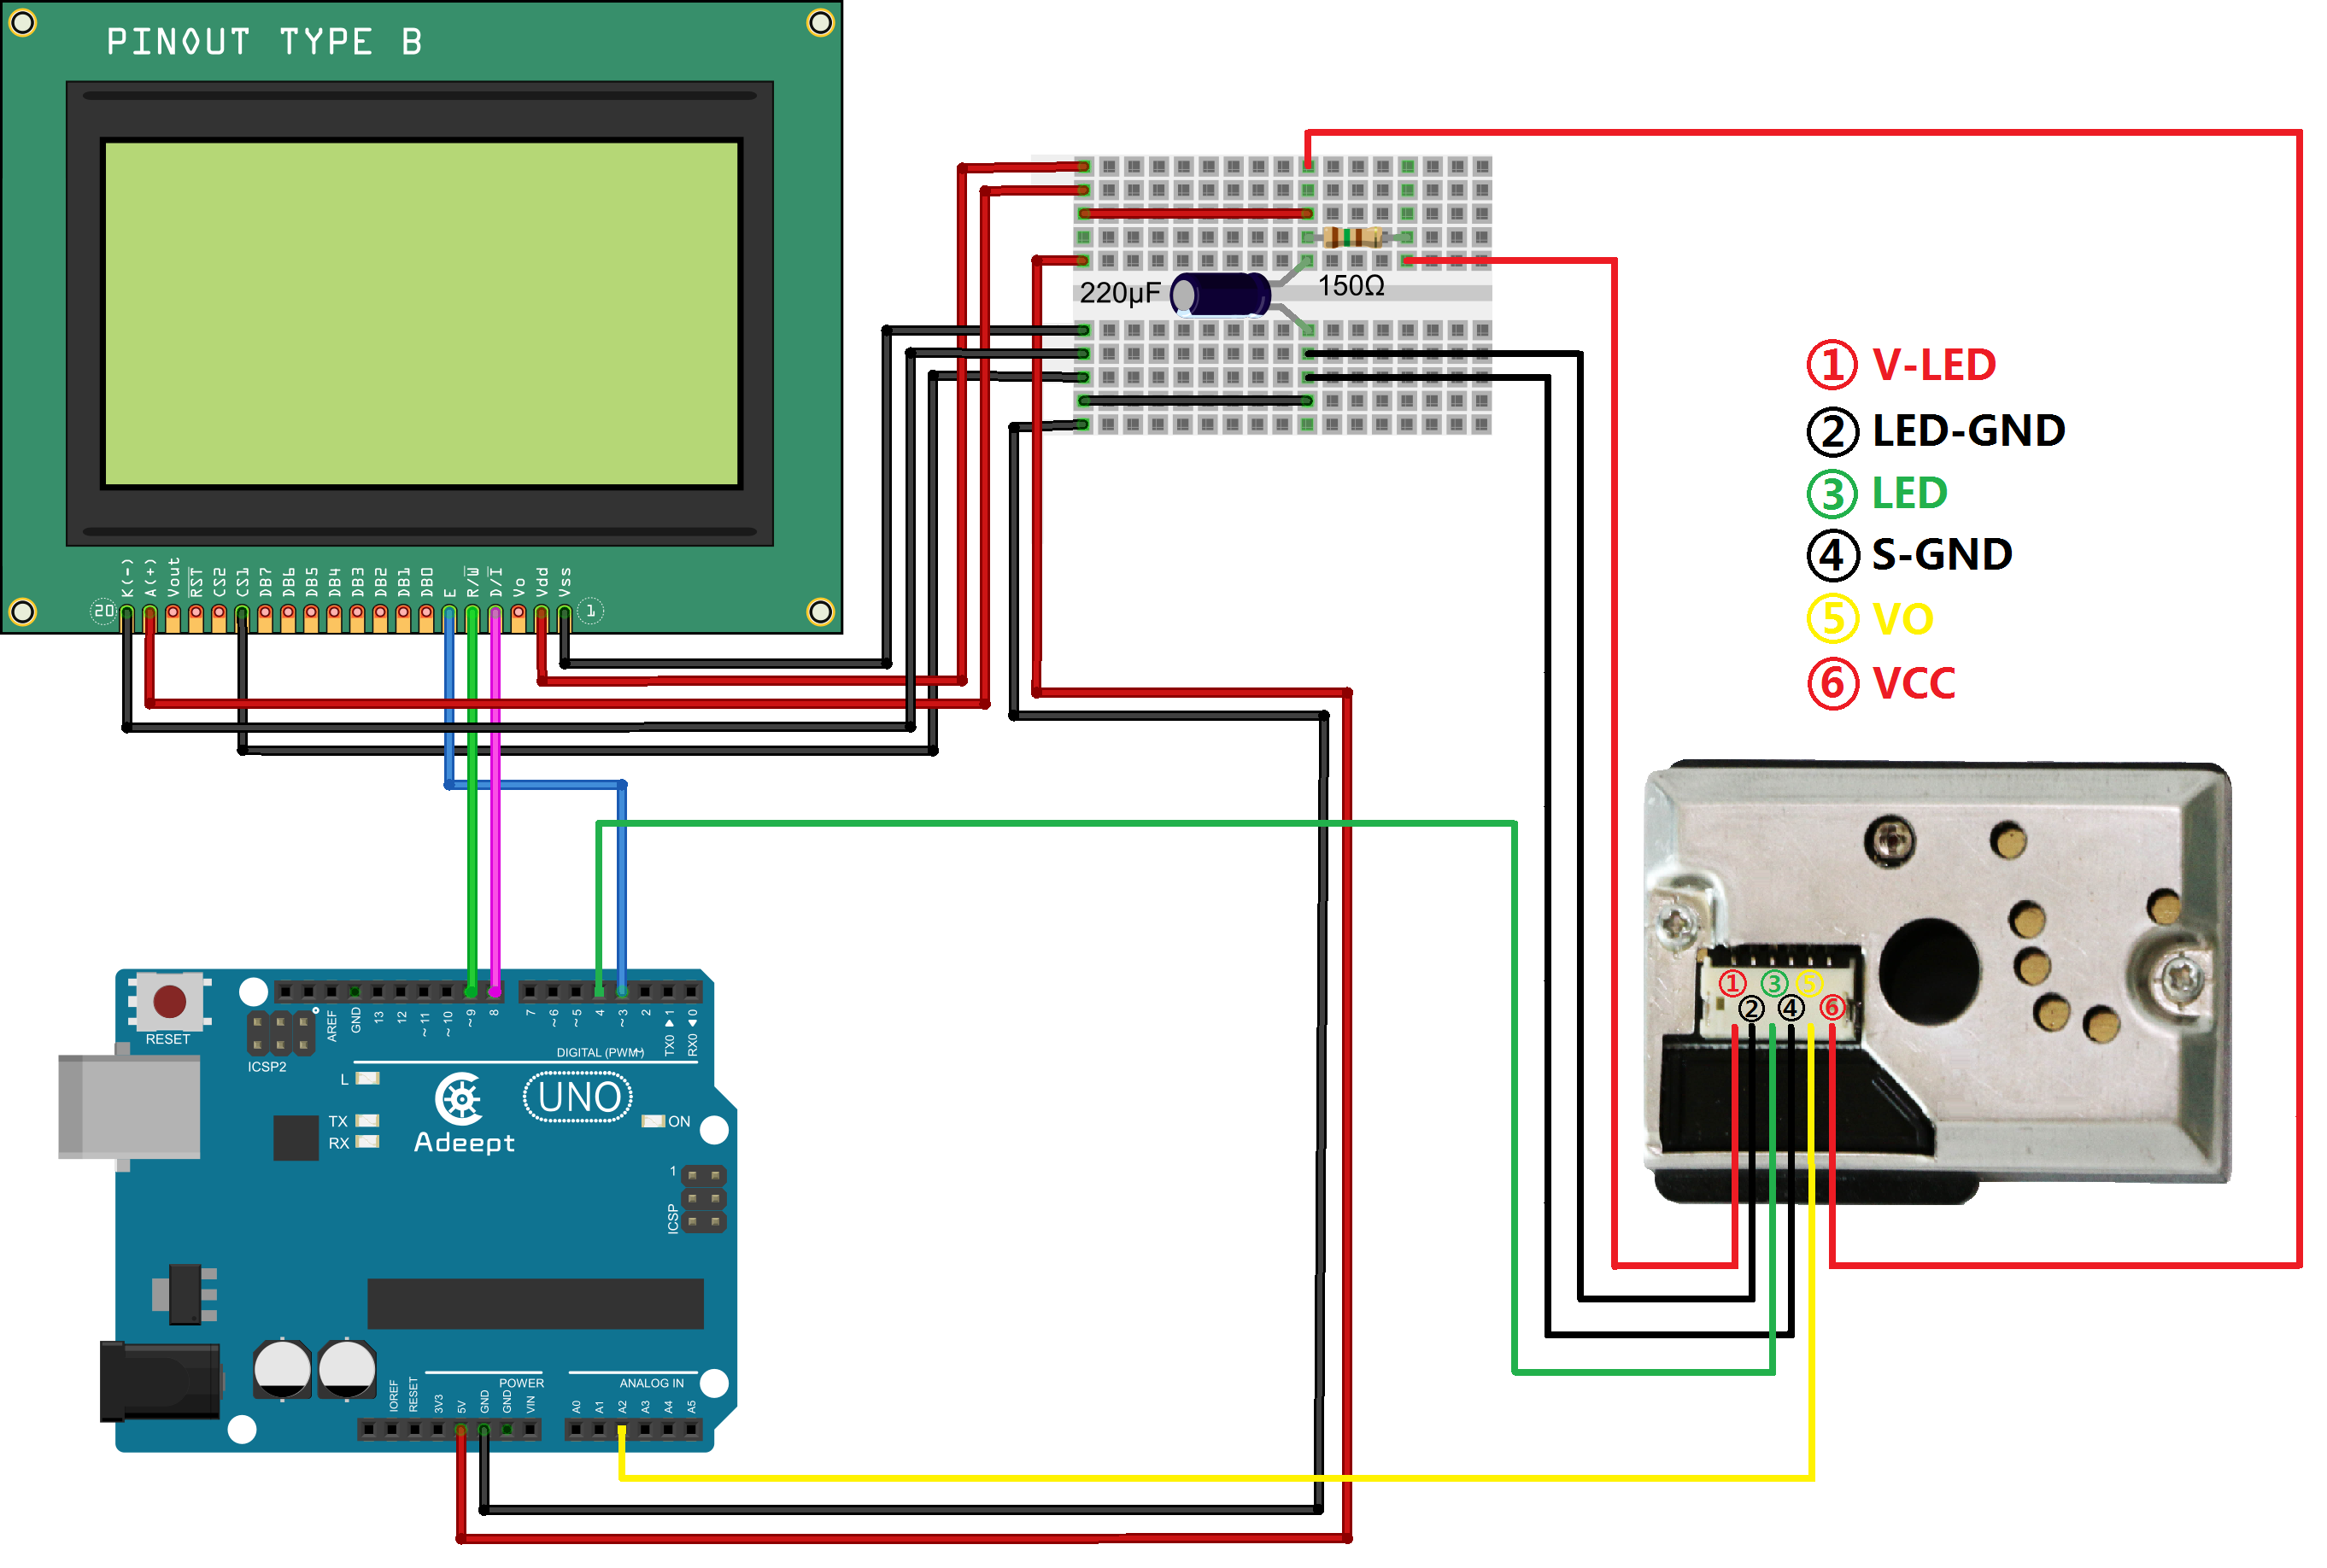 PINOUT TYPE B
220µF
150Ω
① V-LED
② LED-GND
③ LED
④ S-GND
⑤ VO
⑥ VCC
20 K(-) A(+) Vout RST CS2 CS1 DB7 DB6 DB5 DB4 DB3 DB2 DB1 DB0 E R/W D/I Vo Vdd Vss 1
① ② ③ ④ ⑤ ⑥
RESET
ICSP2
AREF GND 13 12 ~11 ~10 ~9 8 7 ~6 ~5 4 ~3 2 TX0▶1 RX0◀0
DIGITAL (PWM~)
L
TX
RX
Adeept
UNO
ON
1
ICSP
POWER
ANALOG IN
IOREF RESET 3V3 5V GND GND VIN A0 A1 A2 A3 A4 A5